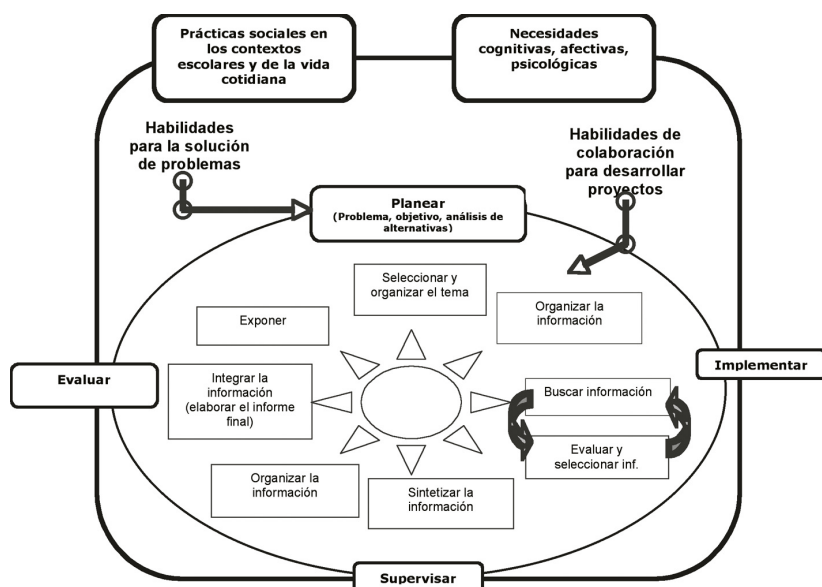 Prácticas sociales en
los contextos
escolares y de la vida
cotidiana
Necesidades
cognitivas, afectivas,
psicológicas
Habilidades
para la solución
de problemas
Habilidades de
colaboración
para desarrollar
proyectos
Planear
(Problema, objetivo, análisis de
alternativas)
Seleccionar y
organizar el tema
Organizar la
información
Exponer
Evaluar
Integrar la
información
(elaborar el informe
final)
Buscar información
Implementar
Evaluar y
seleccionar inf.
Organizar la
información
Sintetizar la
información
Supervisar